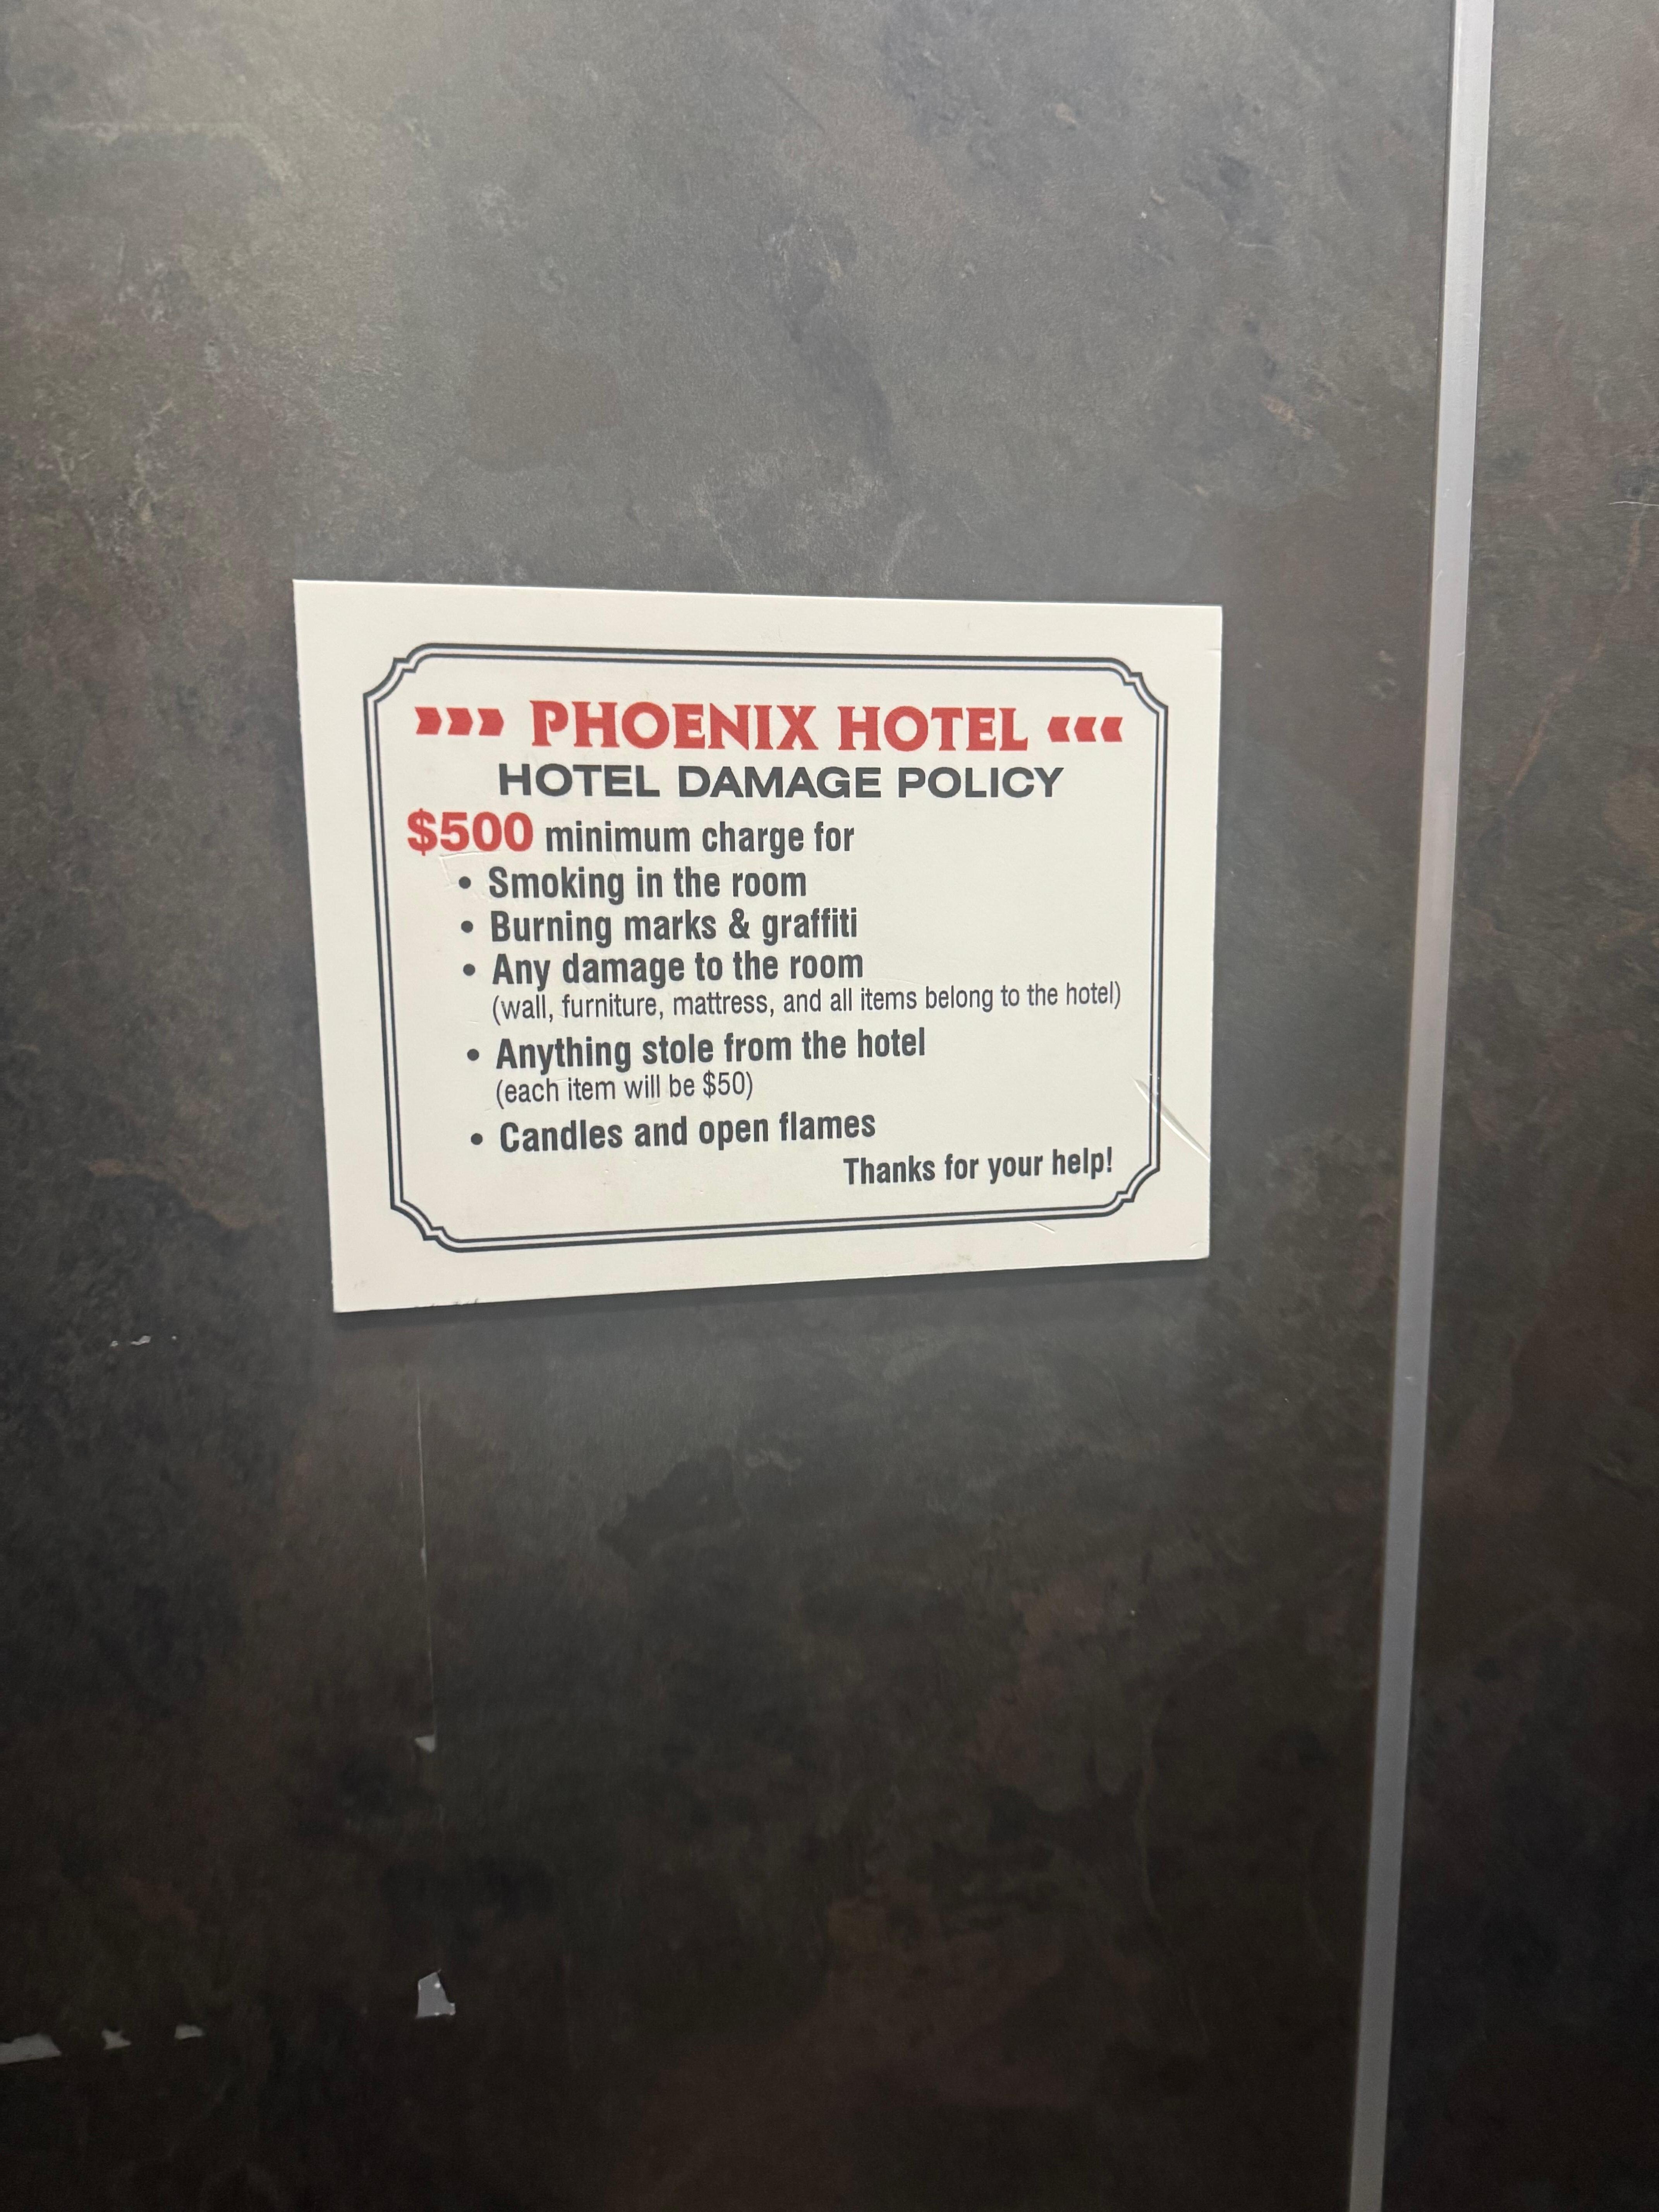 PHOENIX HOTEL
HOTEL DAMAGE POLICY
$500 minimum charge for
• Smoking in the room
• Burning marks & graffiti
• Any damage to the room
(wall, furniture, mattress, and all items belong to the hotel)
• Anything stole from the hotel
(each item will be $50)
• Candles and open flames
Thanks for your help!